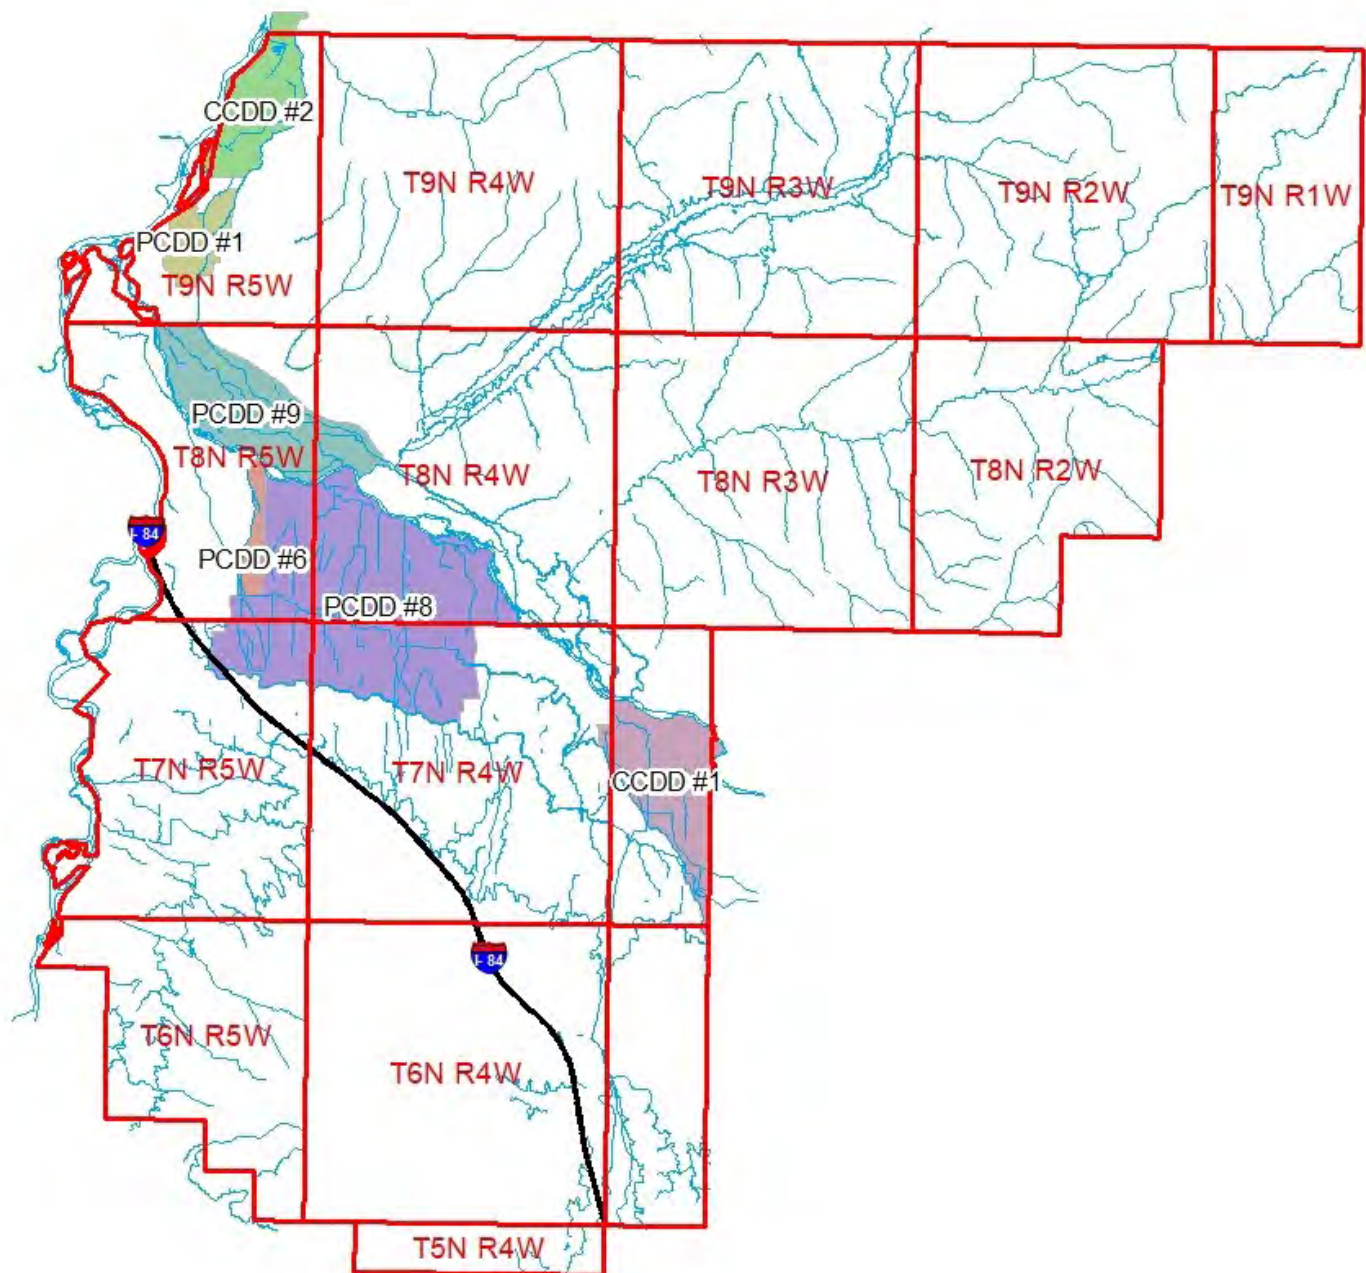 CCDD #2
T9N R4W
T9N R3W
T9N R2W
T9N R1W
PCDD #1
T9N R5W
PCDD #9
T8N R5W
T8N R4W
T8N R3W
T8N R2W
I- 84
PCDD #6
PCDD #8
T7N R5W
T7N R4W
CCDD #1
I- 84
T6N R5W
T6N R4W
T5N R4W